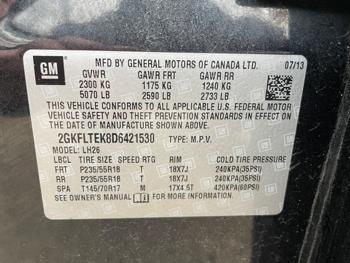 GM
MFD BY GENERAL MOTORS OF CANADA LTD. 07/13
GVWR GAWR FRT GAWR RR
2300 KG 1175 KG 1240 KG
5070 LB 2590 LB 2733 LB
THIS VEHICLE CONFORMS TO ALL APPLICABLE U.S. FEDERAL MOTOR
VEHICLE SAFETY AND THEFT PREVENTION STANDARDS IN EFFECT ON
THE DATE OF MANUFACTURE SHOWN ABOVE.
2GKFLTEK8D6421530 TYPE: M.P.V.
MODEL: LH26
LBCL TIRE SIZE SPD RTG RIM COLD TIRE PRESSURE
FRT P235/55R18 T 18X7J 240KPA(35PSI)
RR P235/55R18 T 18X7J 240KPA(35PSI)
SPA T145/70R17 M 17X4.5T 420KPA(60PSI)
SEE OWNER'S MANUAL FOR ADDITIONAL INFORMATION.